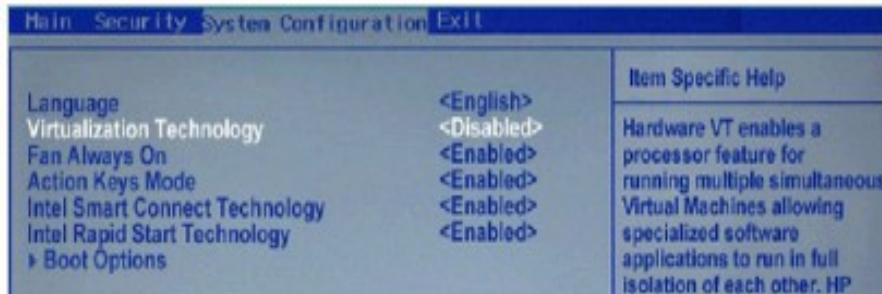 Main Security System Configuration Exit
Language <English>
Virtualization Technology <Disabled>
Fan Always On <Enabled>
Action Keys Mode <Enabled>
Intel Smart Connect Technology <Enabled>
Intel Rapid Start Technology <Enabled>
Boot Options
Item Specific Help
Hardware VT enables a
processor feature for
running multiple simultaneous
Virtual Machines allowing
specialized software
applications to run in full
isolation of each other. HP